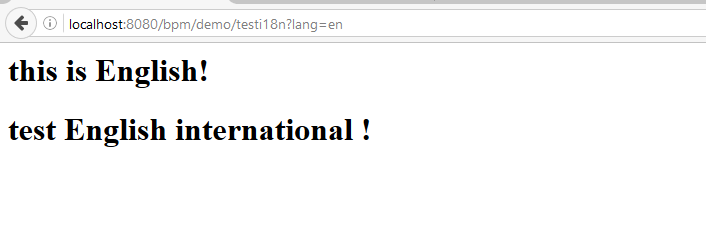 localhost:8080/bpm/demo/testi18n?lang=en
this is English!
test English international !